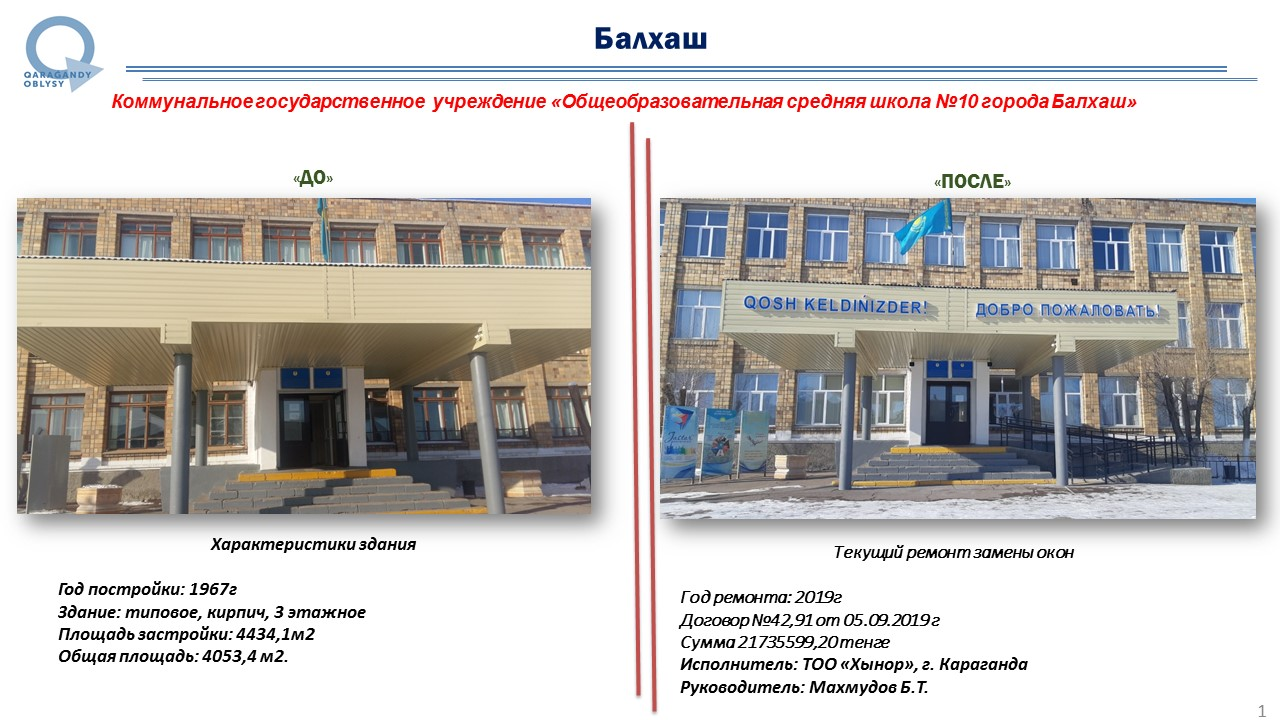 Балхаш
QARAĞANDY
OBLYSY
Коммунальное государственное учреждение «Общеобразовательная средняя школа №10 города Балхаш»
«ДО»
«ПОСЛЕ»
QOSH KELDINIZDER!
ДОБРО ПОЖАЛОВАТЬ!
Характеристики здания
Год постройки: 1967г
Здание: типовое, кирпич, 3 этажное
Площадь застройки: 4434,1м2
Общая площадь: 4053,4 м2.
Текущий ремонт замены окон
Год ремонта: 2019г
Договор №42,91 от 05.09.2019 г
Сумма 21735599,20 тенге
Исполнитель: ТОО «Хынор», г. Караганда
Руководитель: Махмудов Б.Т.
1